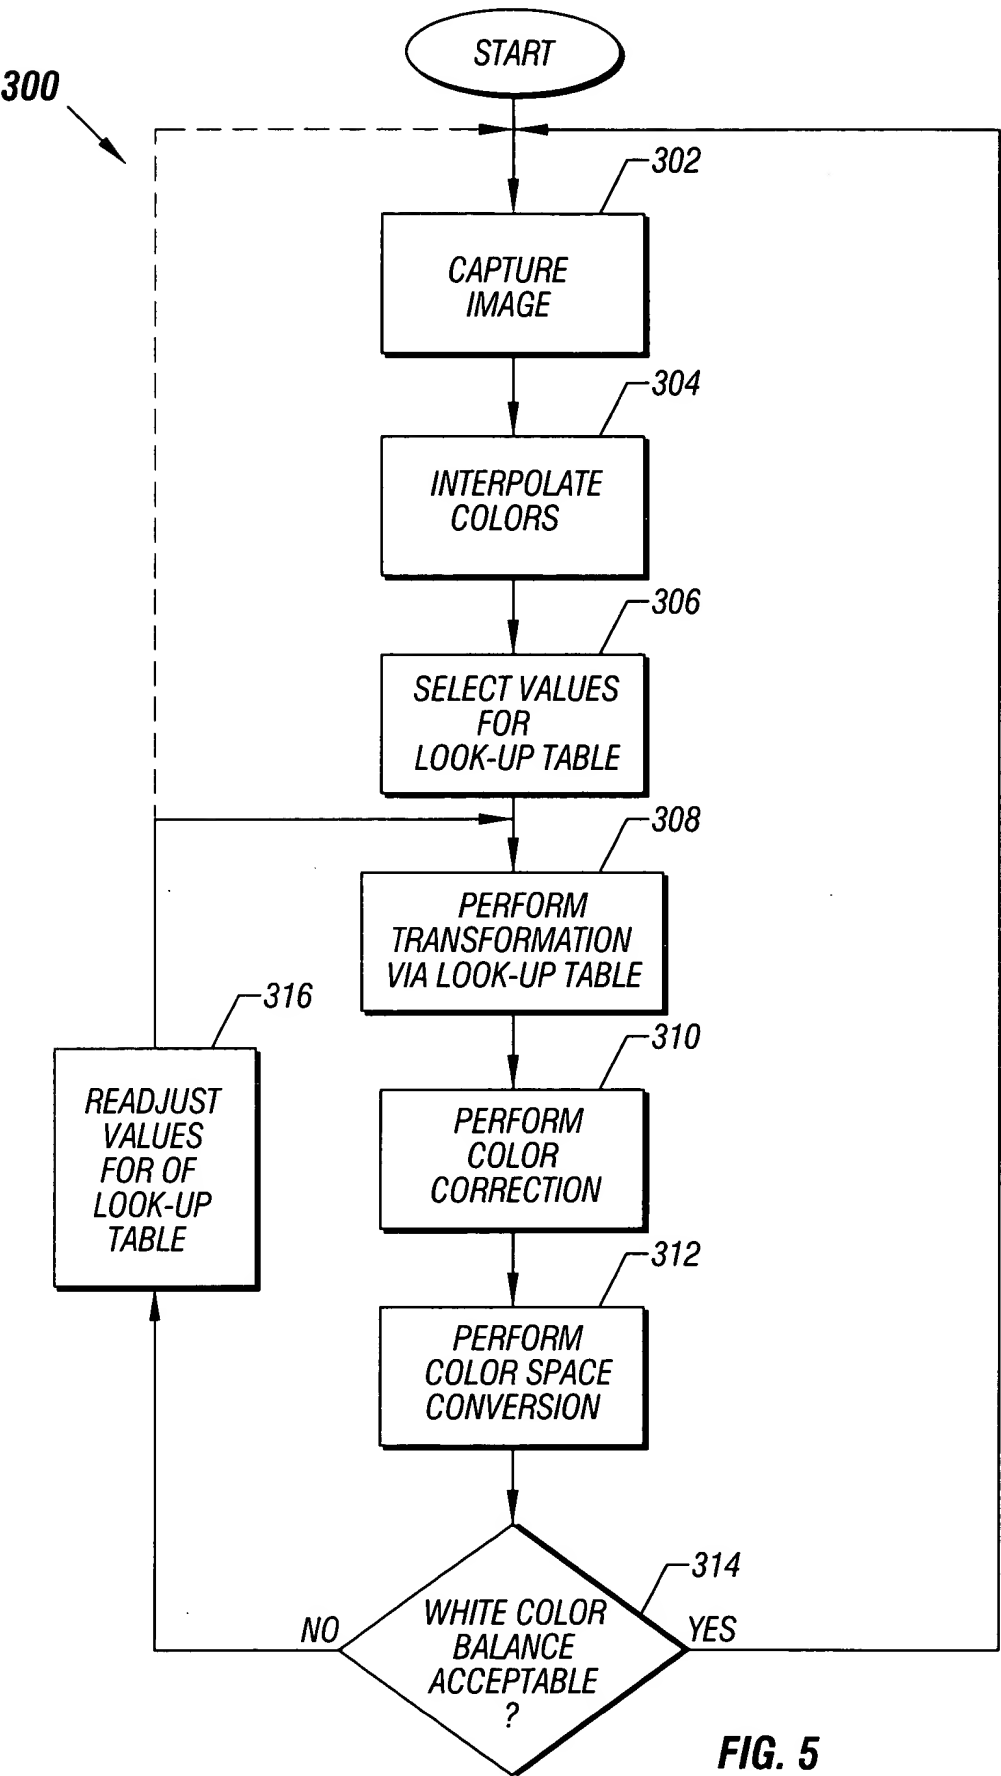 START
300
302
CAPTURE
IMAGE
304
INTERPOLATE
COLORS
306
SELECT VALUES
FOR
LOOK-UP TABLE
308
PERFORM
TRANSFORMATION
VIA LOOK-UP TABLE
316
READJUST
VALUES
FOR OF
LOOK-UP
TABLE
310
PERFORM
COLOR
CORRECTION
312
PERFORM
COLOR SPACE
CONVERSION
314
WHITE COLOR
BALANCE
ACCEPTABLE
?
NO
YES
FIG. 5